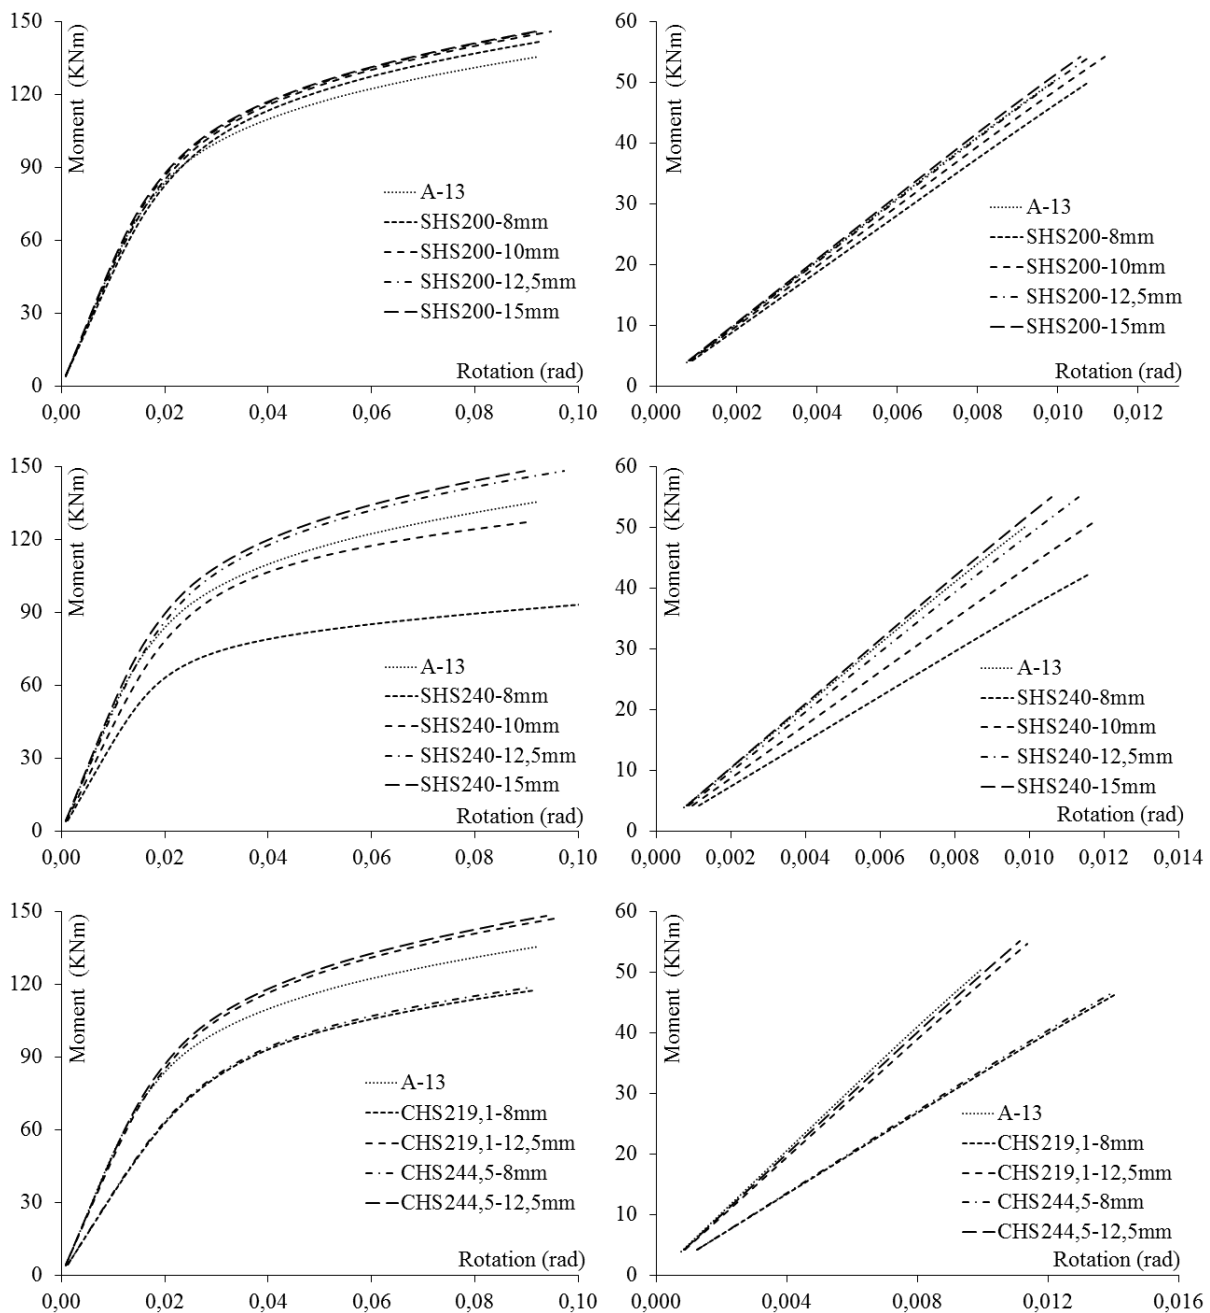 150
120
90
60
30
0
Moment (KNm)
A-13
SHS200-8mm
SHS200-10mm
SHS200-12,5mm
SHS200-15mm
Rotation (rad)
0,00 0,02 0,04 0,06 0,08 0,10
60
50
40
30
20
10
0
Moment (KNm)
A-13
SHS200-8mm
SHS200-10mm
SHS200-12,5mm
SHS200-15mm
Rotation (rad)
0,000 0,002 0,004 0,006 0,008 0,010 0,012
150
120
90
60
30
0
Moment (KNm)
A-13
SHS240-8mm
SHS240-10mm
SHS240-12,5mm
SHS240-15mm
Rotation (rad)
0,00 0,02 0,04 0,06 0,08 0,10
60
50
40
30
20
10
0
Moment (KNm)
A-13
SHS240-8mm
SHS240-10mm
SHS240-12,5mm
SHS240-15mm
Rotation (rad)
0,000 0,002 0,004 0,006 0,008 0,010 0,012 0,014
150
120
90
60
30
0
Moment (KNm)
A-13
CHS219,1-8mm
CHS219,1-12,5mm
CHS244,5-8mm
CHS244,5-12,5mm
Rotation (rad)
0,00 0,02 0,04 0,06 0,08 0,10
60
50
40
30
20
10
0
Moment (KNm)
A-13
CHS219,1-8mm
CHS219,1-12,5mm
CHS244,5-8mm
CHS244,5-12,5mm
Rotation (rad)
0,000 0,004 0,008 0,012 0,016